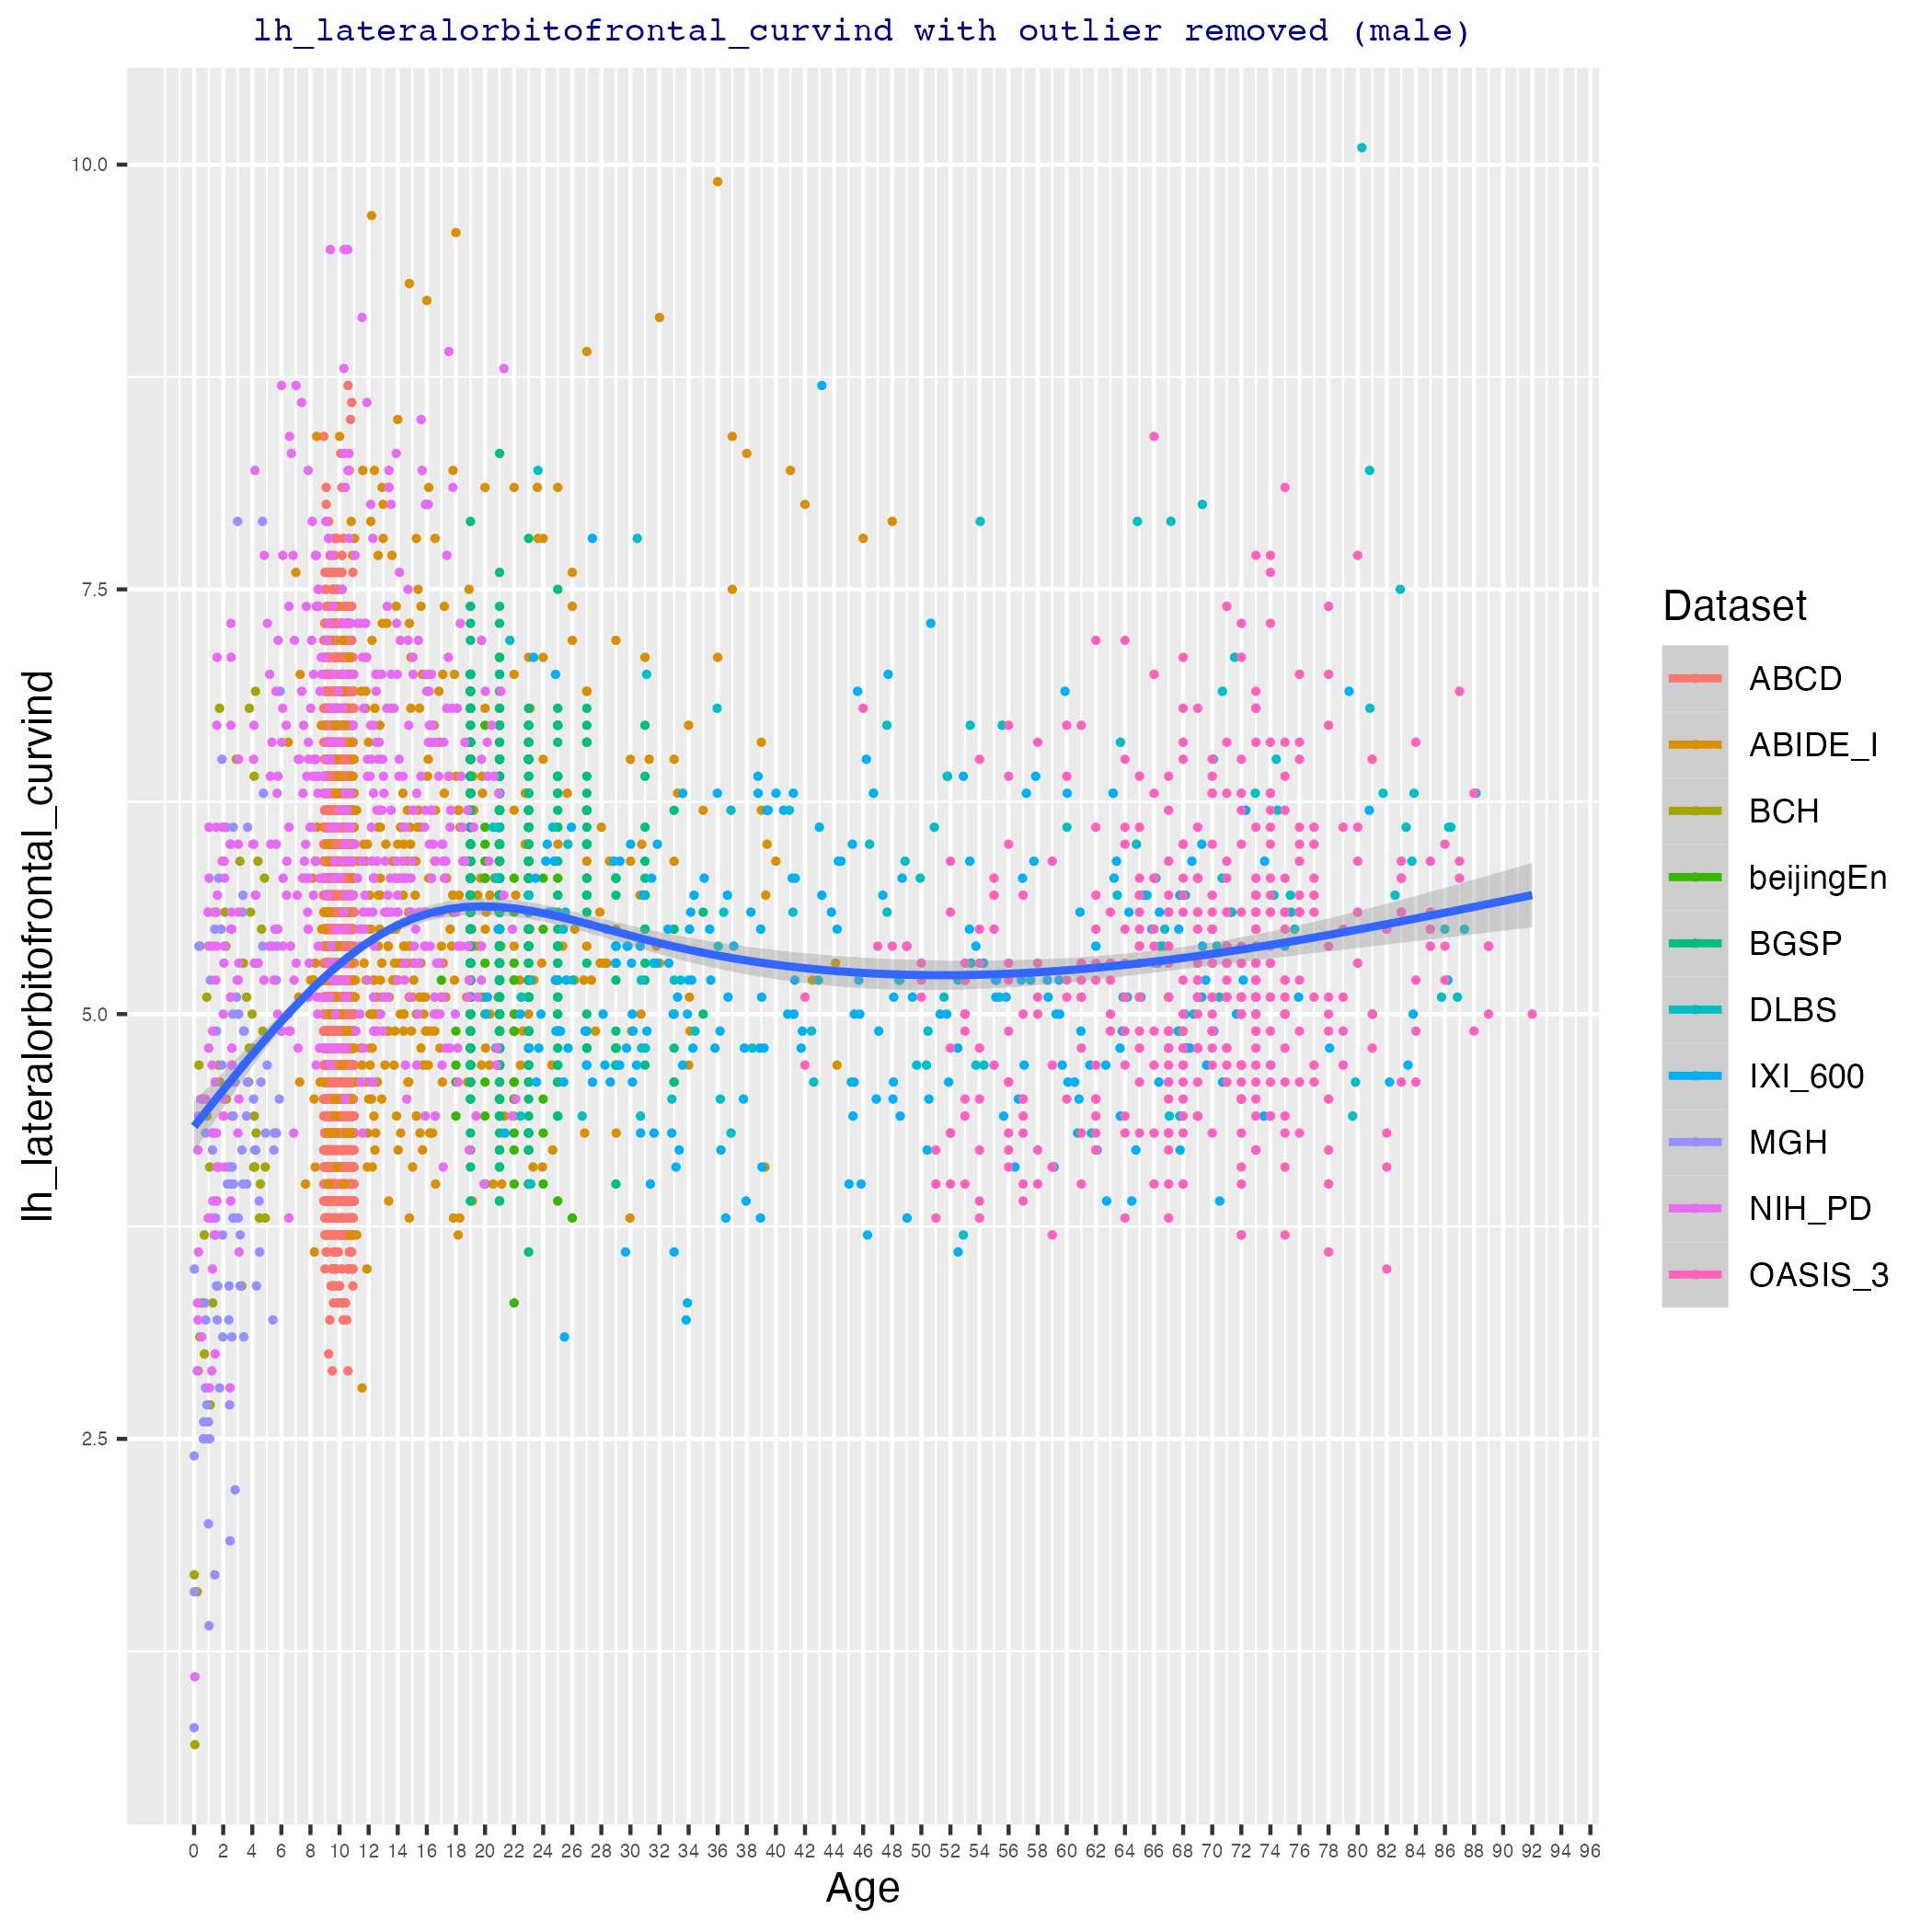 lh_lateralorbitofrontal_curvind with outlier removed (male)
10.0
7.5
5.0
2.5
lh_lateralorbitofrontal_curvind
0 2 4 6 8 10 12 14 16 18 20 22 24 26 28 30 32 34 36 38 40 42 44 46 48 50 52 54 56 58 60 62 64 66 68 70 72 74 76 78 80 82 84 86 88 90 92 94 96
Age
Dataset
ABCD
ABIDE_I
BCH
beijingEn
BGSP
DLBS
IXI_600
MGH
NIH_PD
OASIS_3